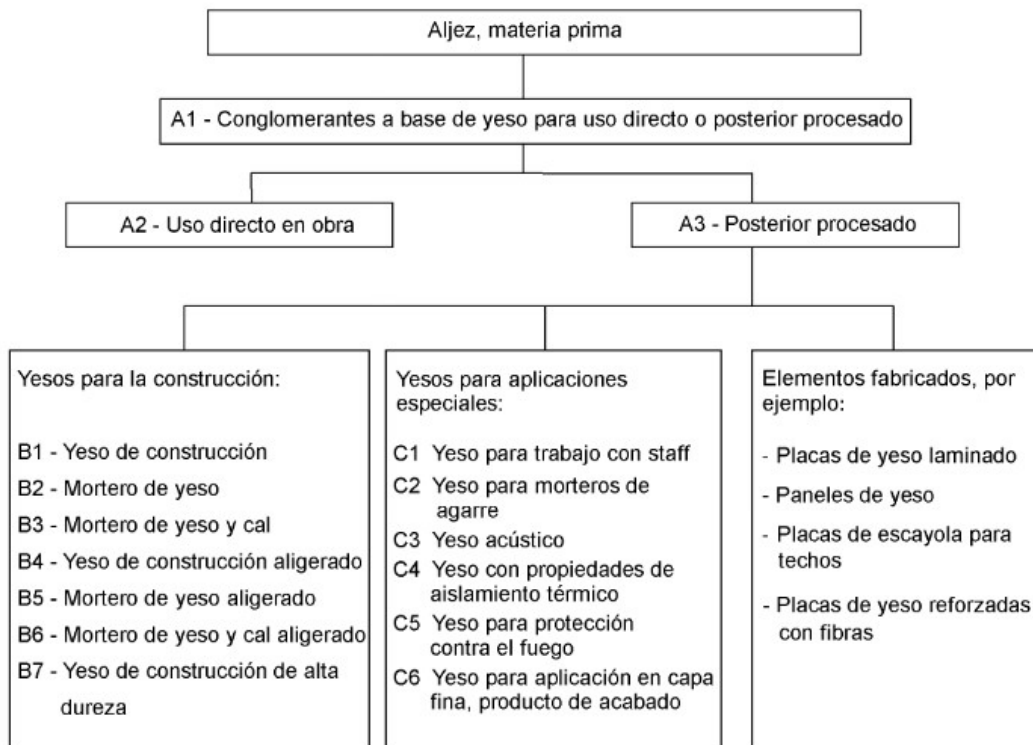 Aljez, materia prima
A1 - Conglomerantes a base de yeso para uso directo o posterior procesado
A2 - Uso directo en obra
A3 - Posterior procesado
Yesos para la construcción:
B1 - Yeso de construcción
B2 - Mortero de yeso
B3 - Mortero de yeso y cal
B4 - Yeso de construcción aligerado
B5 - Mortero de yeso aligerado
B6 - Mortero de yeso y cal aligerado
B7 - Yeso de construcción de alta
dureza
Yesos para aplicaciones
especiales:
C1 Yeso para trabajo con staff
C2 Yeso para morteros de
agarre
C3 Yeso acústico
C4 Yeso con propiedades de
aislamiento térmico
C5 Yeso para protección
contra el fuego
C6 Yeso para aplicación en capa
fina, producto de acabado
Elementos fabricados, por
ejemplo:
- Placas de yeso laminado
- Paneles de yeso
- Placas de escayola para
techos
- Placas de yeso reforzadas
con fibras